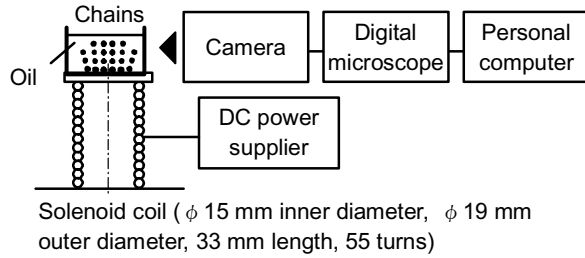 Chains
Oil
Camera
Digital
microscope
Personal
computer
DC power
supplier
Solenoid coil ( φ 15 mm inner diameter, φ 19 mm
outer diameter, 33 mm length, 55 turns)